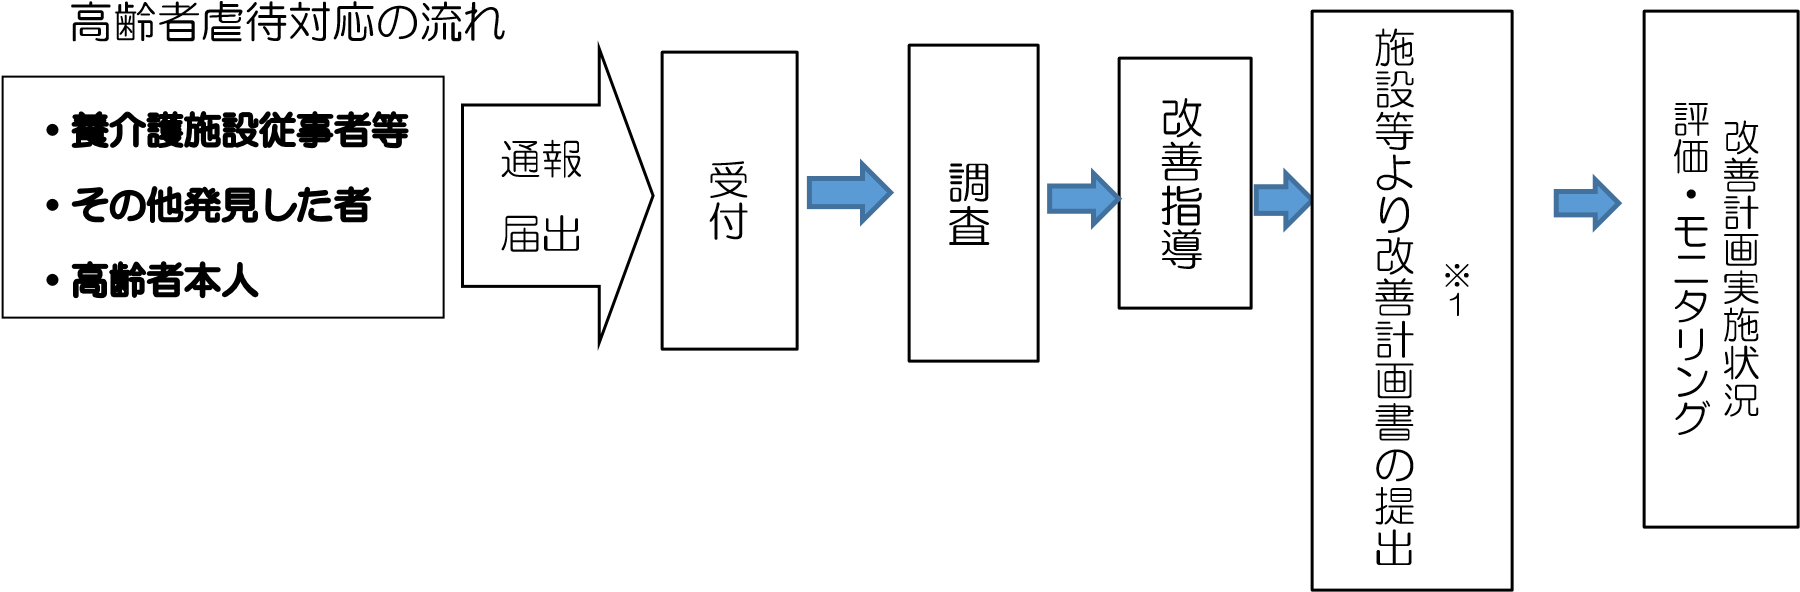 高齢者虐待対応の流れ
・養介護施設従事者等
・その他発見した者
・高齢者本人
通報
届出
受付
調査
改善指導
※1
施設等より改善計画書の提出
改善計画実施状況
評価・モニタリング